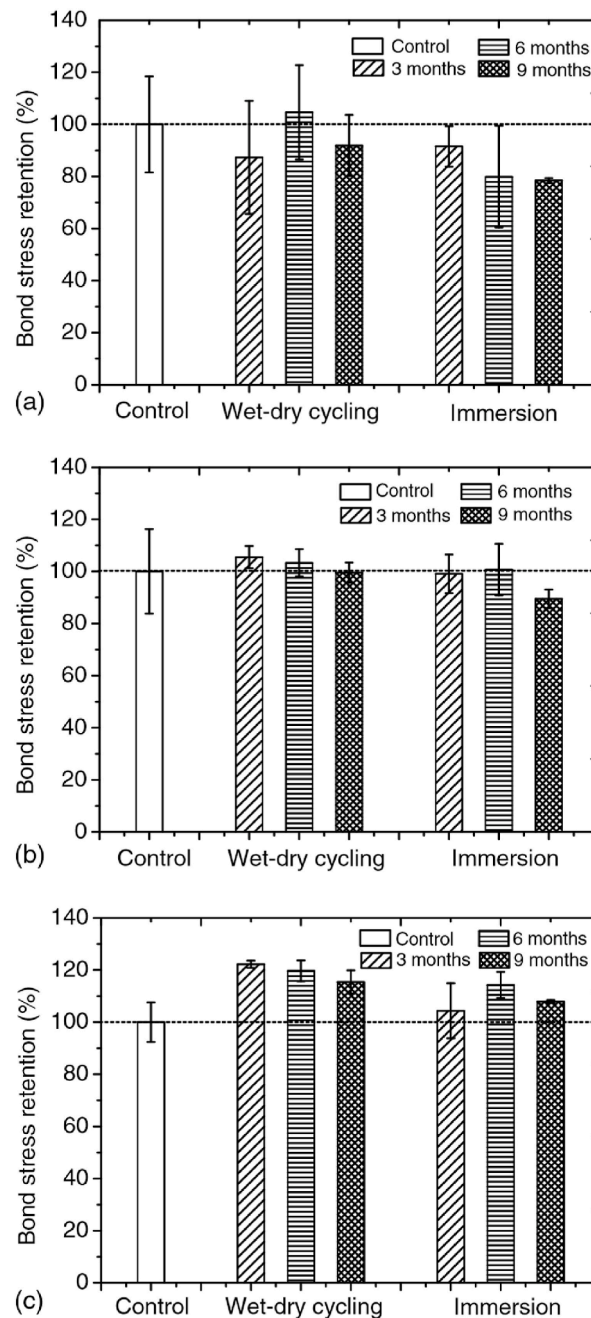 140
120
100
80
60
40
20
0
Bond stress retention (%)
Control
6 months
3 months
9 months
Control
Wet-dry cycling
Immersion
(a)
140
120
100
80
60
40
20
0
Bond stress retention (%)
Control
6 months
3 months
9 months
Control
Wet-dry cycling
Immersion
(b)
140
120
100
80
60
40
20
0
Bond stress retention (%)
Control
6 months
3 months
9 months
Control
Wet-dry cycling
Immersion
(c)